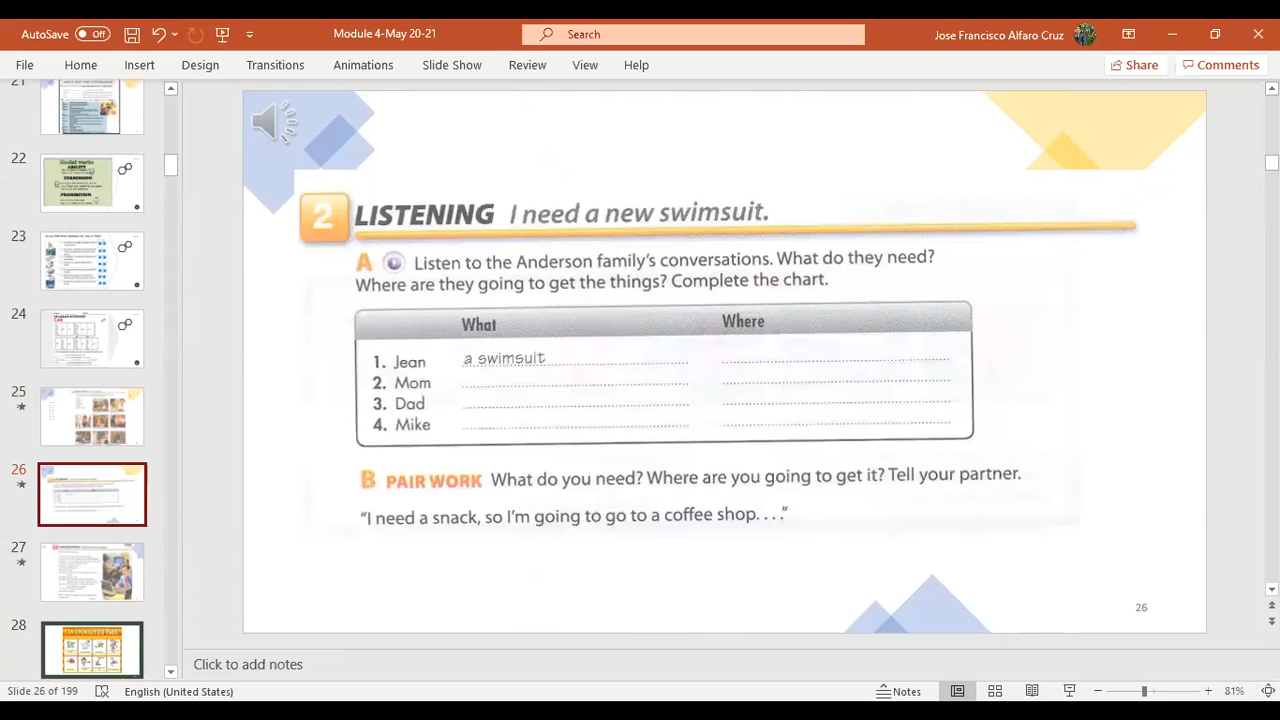 AutoSave Off Module 4-May 20-21 Search Jose Francisco Alfaro Cruz
File Home Insert Design Transitions Animations Slide Show Review View Help Share Comments
21
22
23
24
25
26
27
28
2 LISTENING I need a new swimsuit.
A Listen to the Anderson family's conversations. What do they need?
Where are they going to get the things? Complete the chart.
What Where
1. Jean a swimsuit
2. Mom
3. Dad
4. Mike
B PAIR WORK What do you need? Where are you going to get it? Tell your partner.
"I need a snack, so I'm going to go to a coffee shop. . . ."
26
Click to add notes
Slide 26 of 199 English (United States) Notes 81%